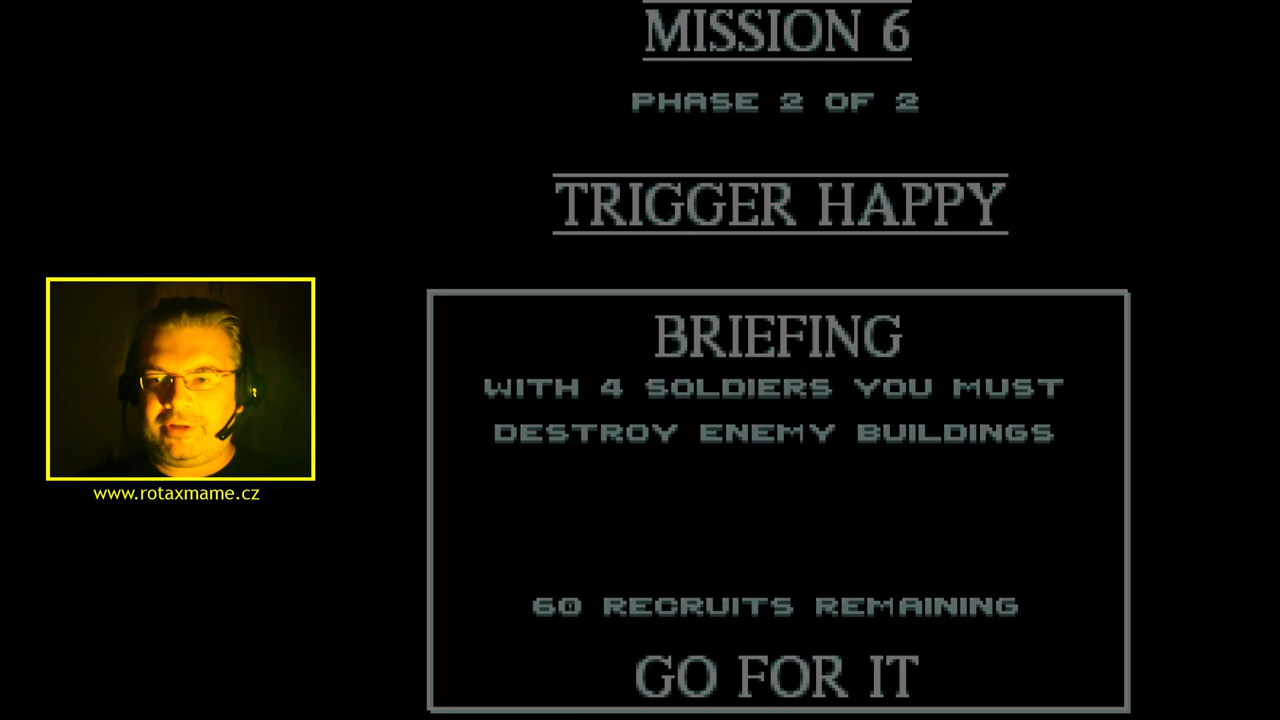 MISSION 6
PHASE 2 OF 2
TRIGGER HAPPY
BRIEFING
WITH 4 SOLDIERS YOU MUST
DESTROY ENEMY BUILDINGS
60 RECRUITS REMAINING
GO FOR IT
www.rotaxmame.cz